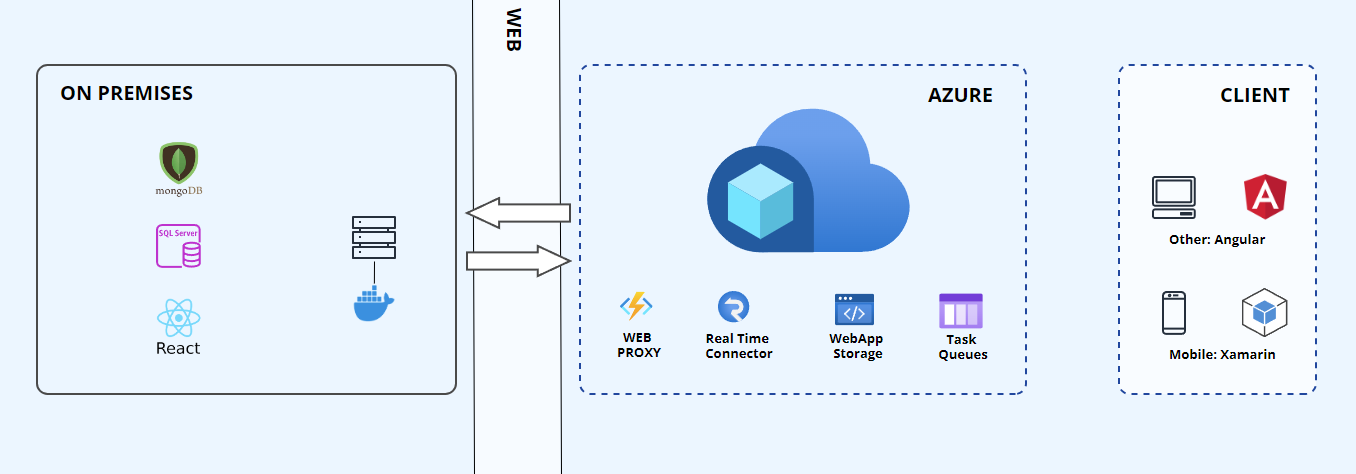 WEB
ON PREMISES
mongoDB
SQL Server
React
AZURE
WEB
PROXY
Real Time
Connector
WebApp
Storage
Task
Queues
CLIENT
Other: Angular
Mobile: Xamarin